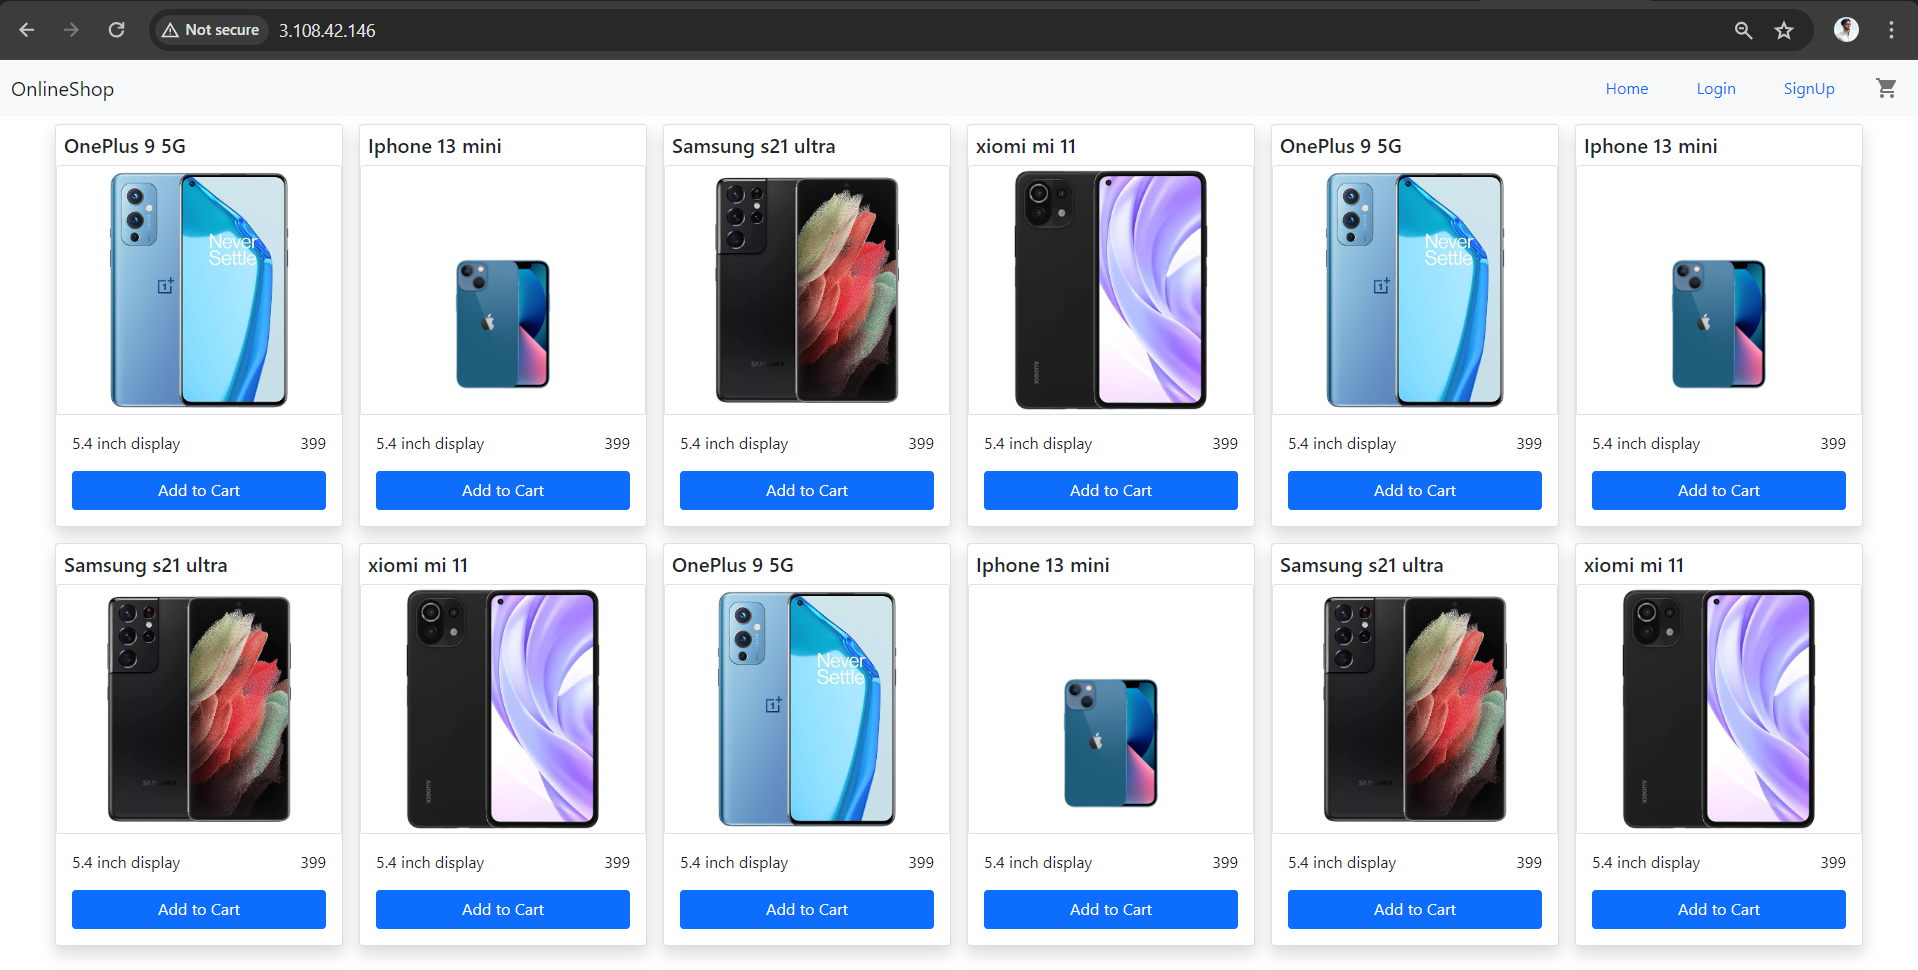 Not secure 3.108.42.146
OnlineShop Home Login SignUp
OnePlus 9 5G Iphone 13 mini Samsung s21 ultra xiomi mi 11 OnePlus 9 5G Iphone 13 mini
Never Never
Settle Settle
SAMSUNG
xiaomi
5.4 inch display 399 5.4 inch display 399 5.4 inch display 399 5.4 inch display 399 5.4 inch display 399 5.4 inch display 399
Add to Cart Add to Cart Add to Cart Add to Cart Add to Cart Add to Cart
Samsung s21 ultra xiomi mi 11 OnePlus 9 5G Iphone 13 mini Samsung s21 ultra xiomi mi 11
Never
Settle
SAMSUNG SAMSUNG
xiaomi xiaomi
5.4 inch display 399 5.4 inch display 399 5.4 inch display 399 5.4 inch display 399 5.4 inch display 399 5.4 inch display 399
Add to Cart Add to Cart Add to Cart Add to Cart Add to Cart Add to Cart